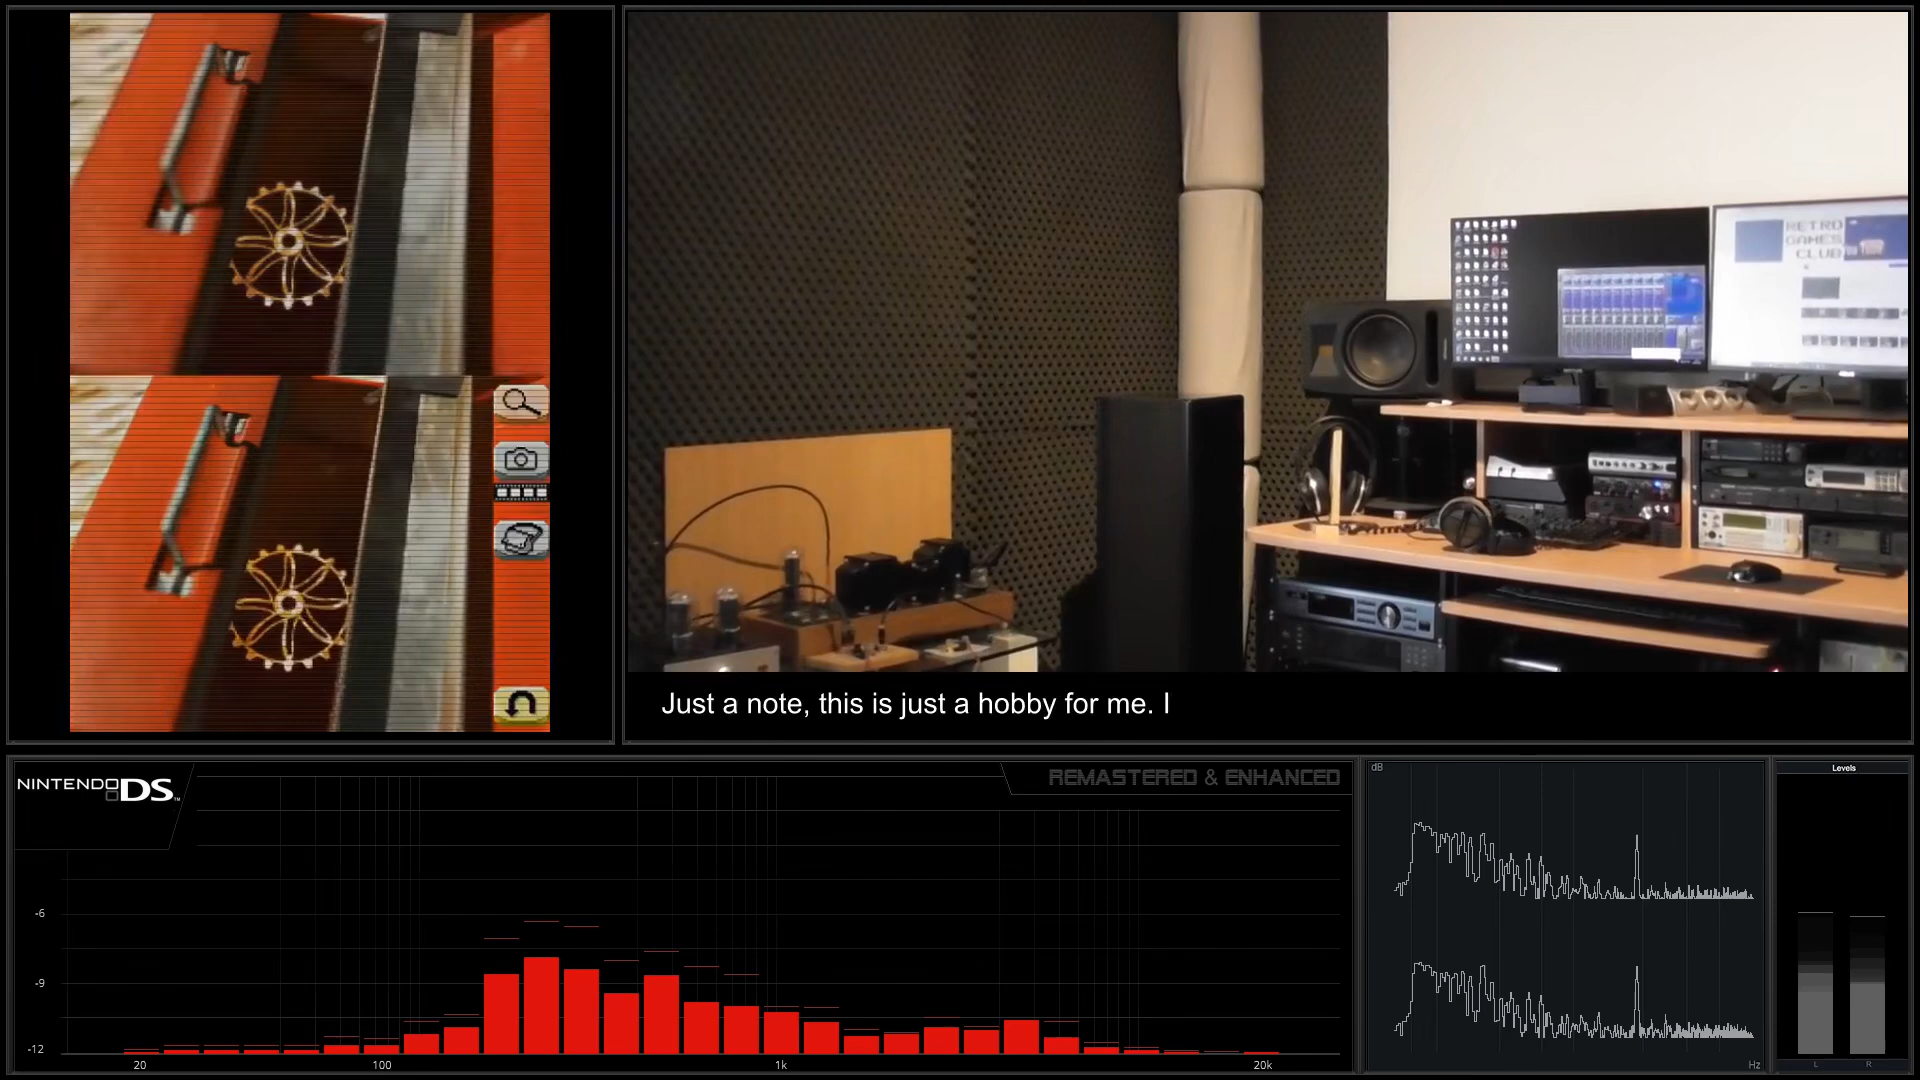 RETRO
GAMES
CLUB
Just a note, this is just a hobby for me. I
NINTENDO DS™
REMASTERED & ENHANCED
-6
-9
-12
20
100
1k
20k
dB
Hz
Levels
L
R